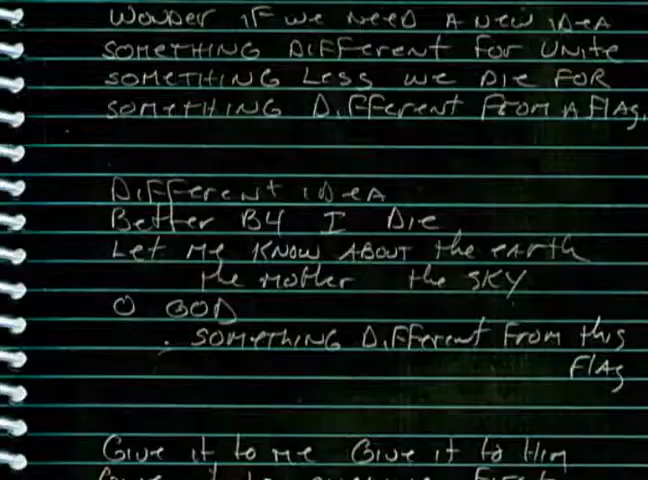 WONDER IF WE NEED A NEW IDEA
SOMETHING DIFFERENT FOR UNITE
SOMETHING LESS WE DIE FOR
SOMETHING DIFFERENT FROM A FLAG.
DIFFERENT IDEA
BETTER B4 I DIE
LET ME KNOW ABOUT the EARTH
the MOTHER the SKY
O GOD
. SOMETHING DIFFERENT FROM this
FLAG
GIVE it to ME GIVE it to HIM